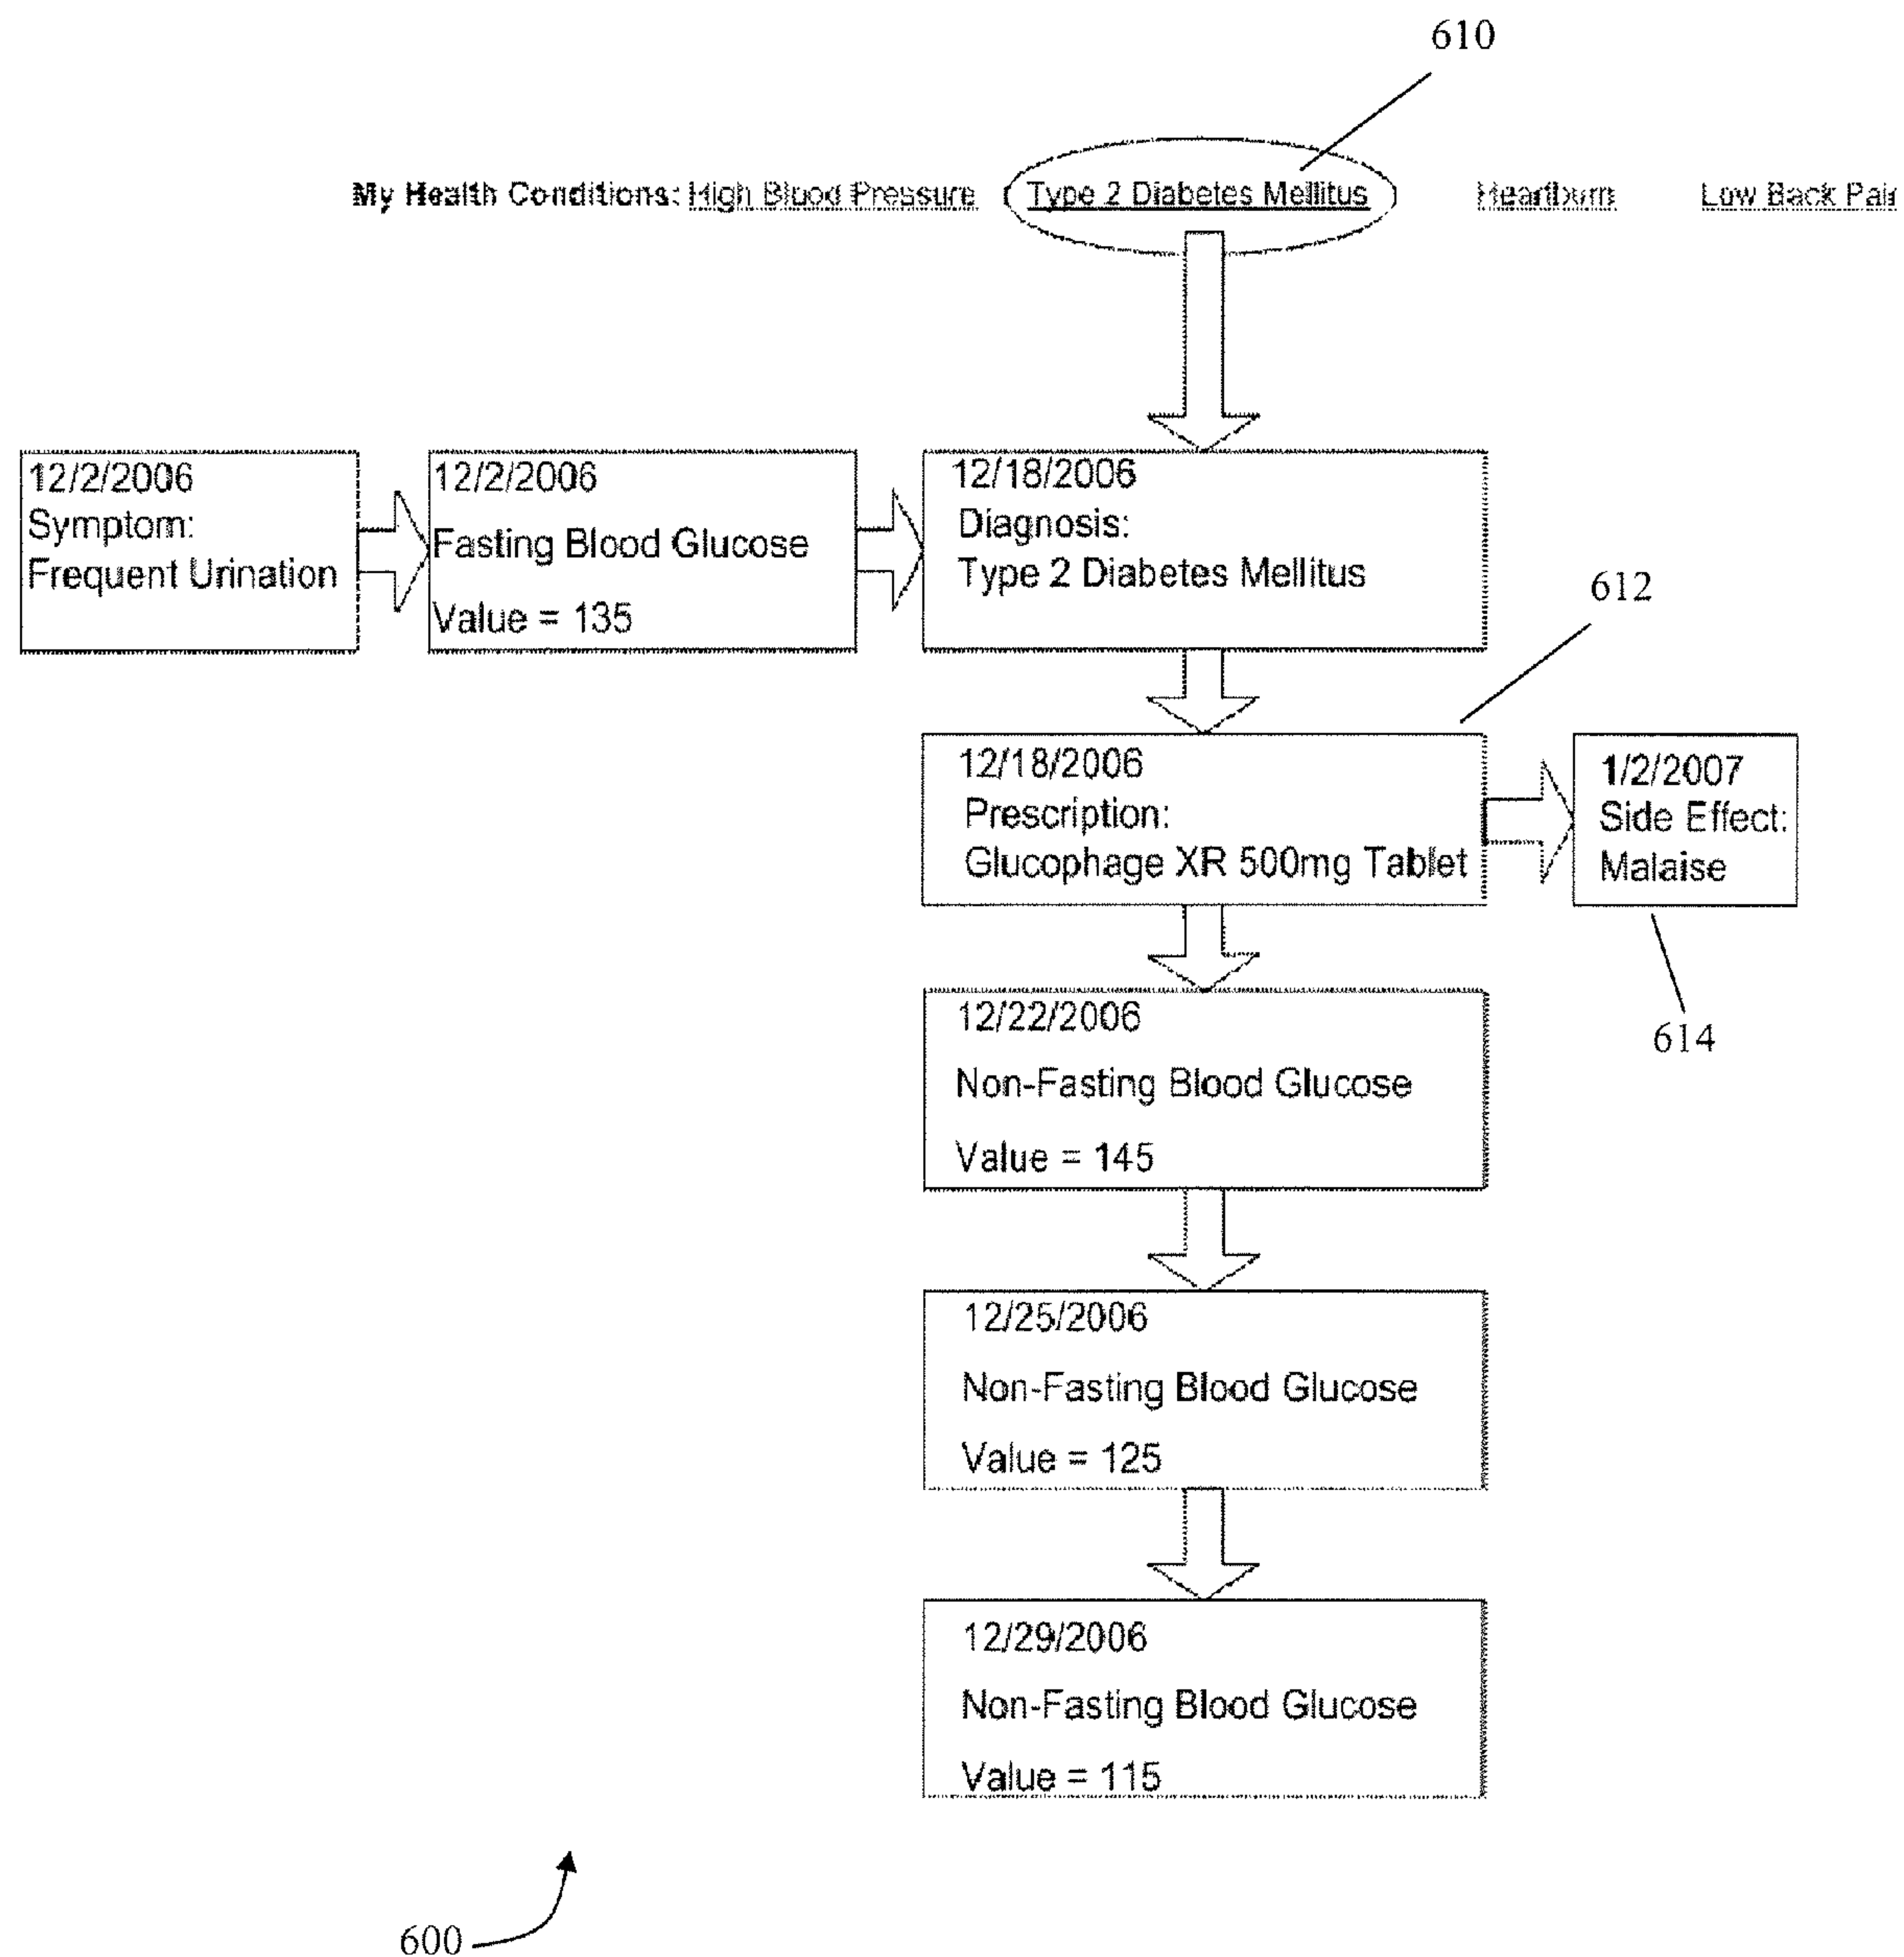 610
My Health Conditions: High Blood Pressure Type 2 Diabetes Mellitus Heartburn Low Back Pain
12/2/2006
Symptom:
Frequent Urination
12/2/2006
Fasting Blood Glucose
Value = 135
12/18/2006
Diagnosis:
Type 2 Diabetes Mellitus
612
12/18/2006
Prescription:
Glucophage XR 500mg Tablet
1/2/2007
Side Effect:
Malaise
614
12/22/2006
Non-Fasting Blood Glucose
Value = 145
12/25/2006
Non-Fasting Blood Glucose
Value = 125
12/29/2006
Non-Fasting Blood Glucose
Value = 115
600